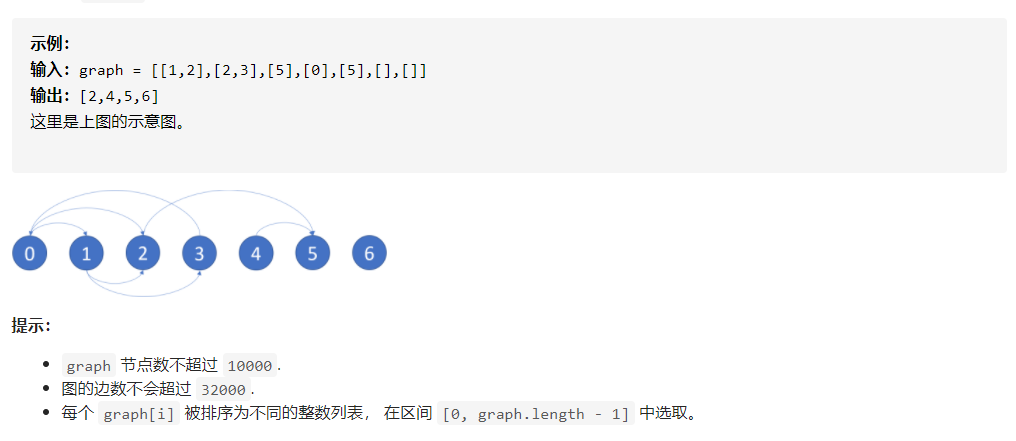 示例：
输入：graph = [[1,2],[2,3],[5],[0],[5],[],[]]
输出：[2,4,5,6]
这里是上图的示意图。
0 1 2 3 4 5 6
提示：
• graph 节点数不超过 10000 .
• 图的边数不会超过 32000 .
• 每个 graph[i] 被排序为不同的整数列表， 在区间 [0, graph.length - 1] 中选取。